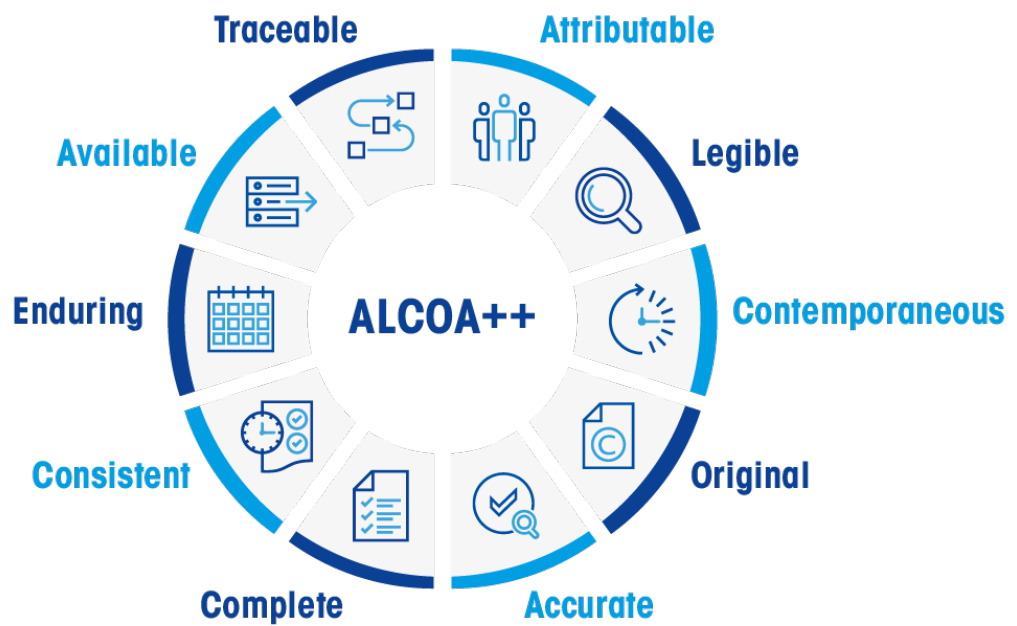 Traceable
Attributable
Available
Legible
Enduring
ALCOA++
Contemporaneous
Consistent
Original
Complete
Accurate